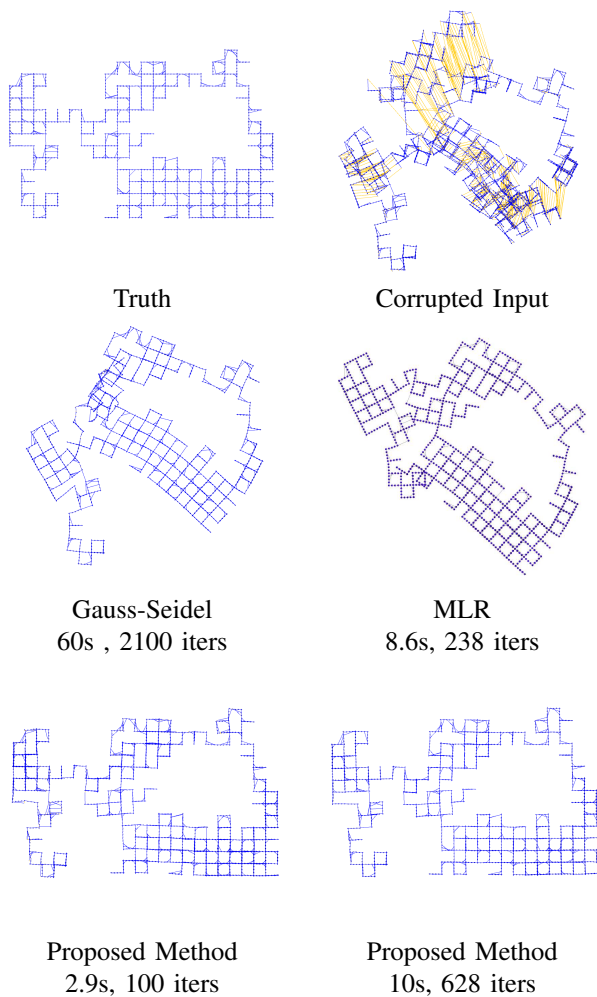 Truth
Corrupted Input
Gauss-Seidel
60s , 2100 iters
MLR
8.6s, 238 iters
Proposed Method
2.9s, 100 iters
Proposed Method
10s, 628 iters